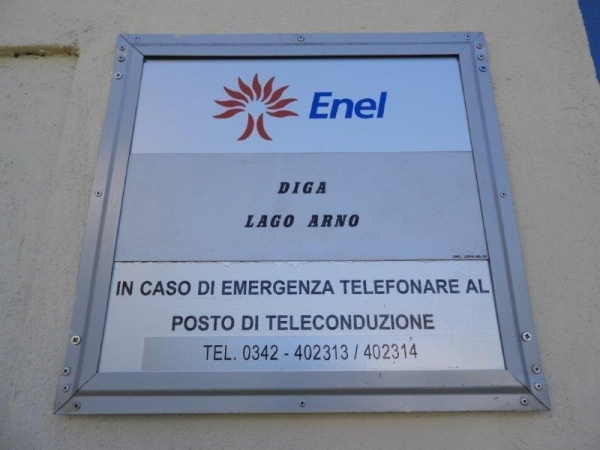 Enel
DIGA
LAGO ARNO
IN CASO DI EMERGENZA TELEFONARE AL
POSTO DI TELECONDUZIONE
TEL. 0342 - 402313 / 402314